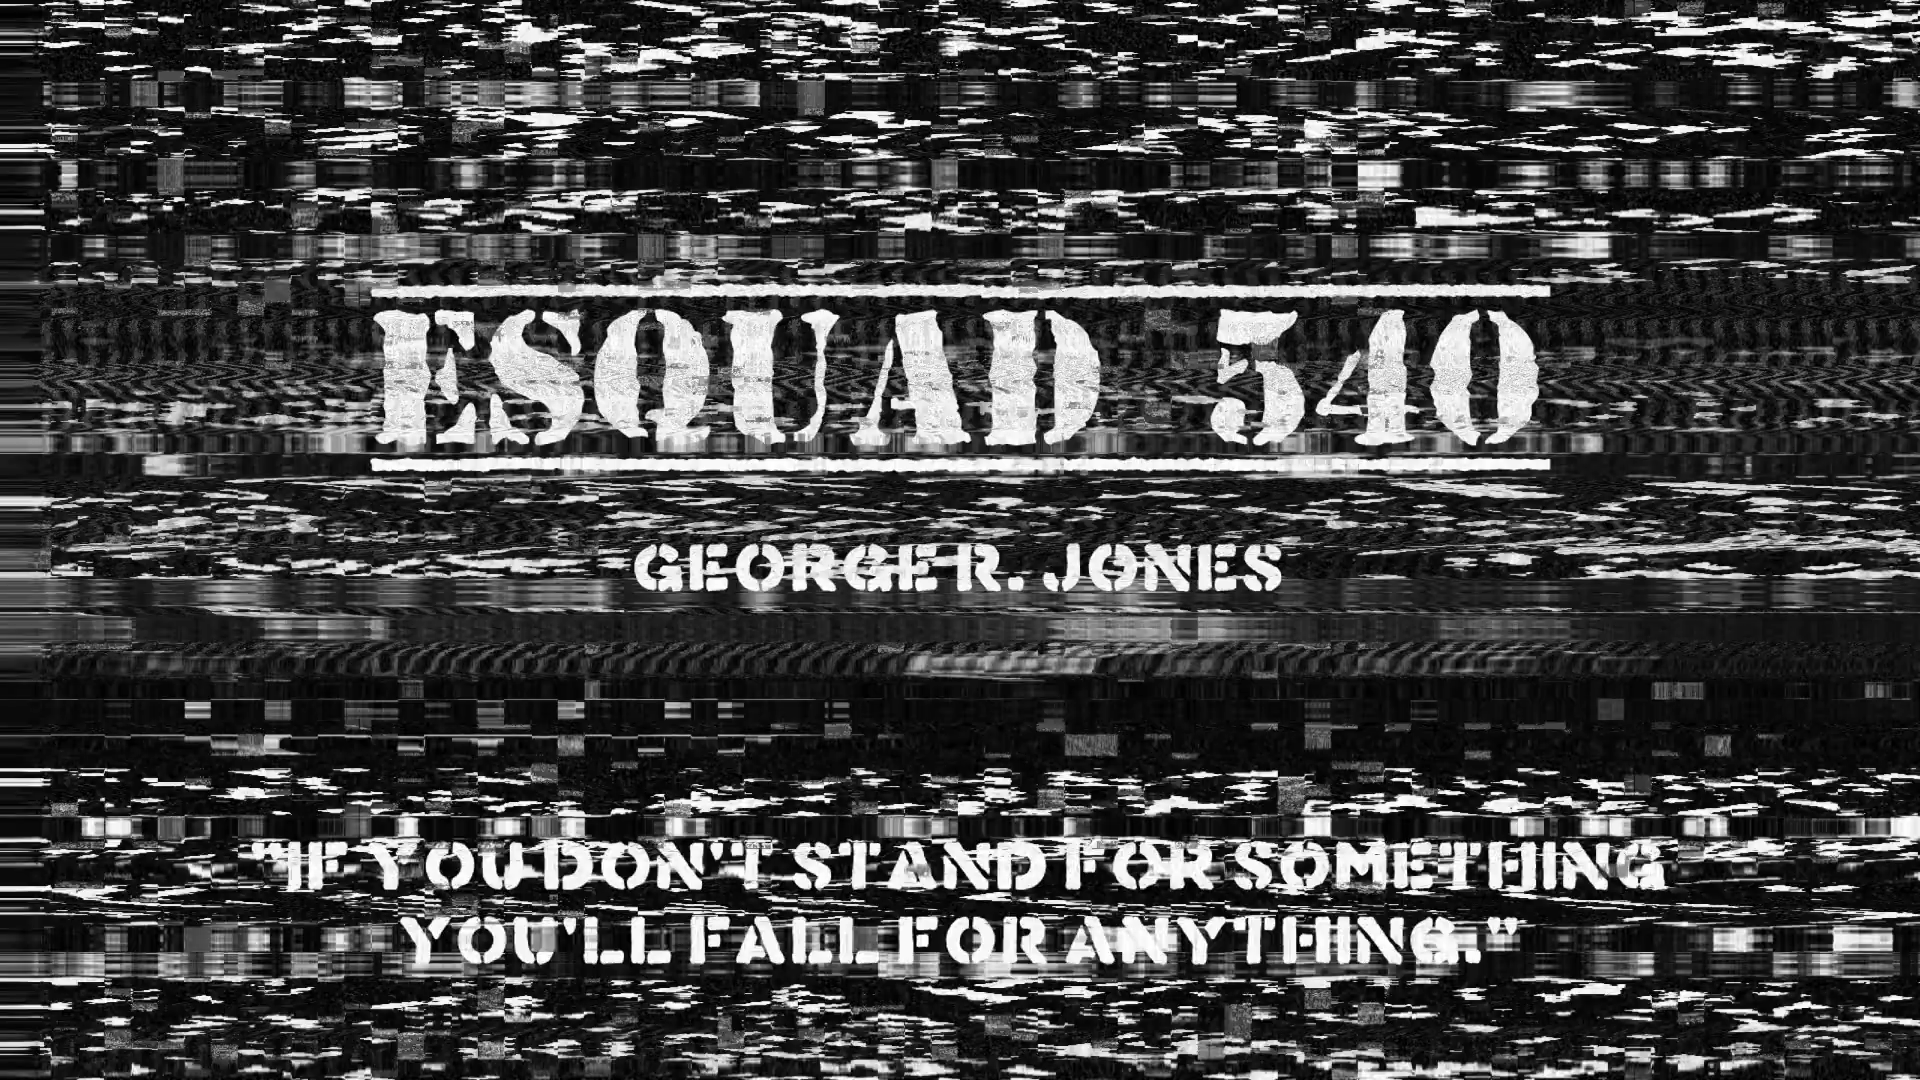 ESQUAD 540
GEORGE R. JONES
"IF YOU DON'T STAND FOR SOMETHING
YOU'LL FALL FOR ANYTHING."